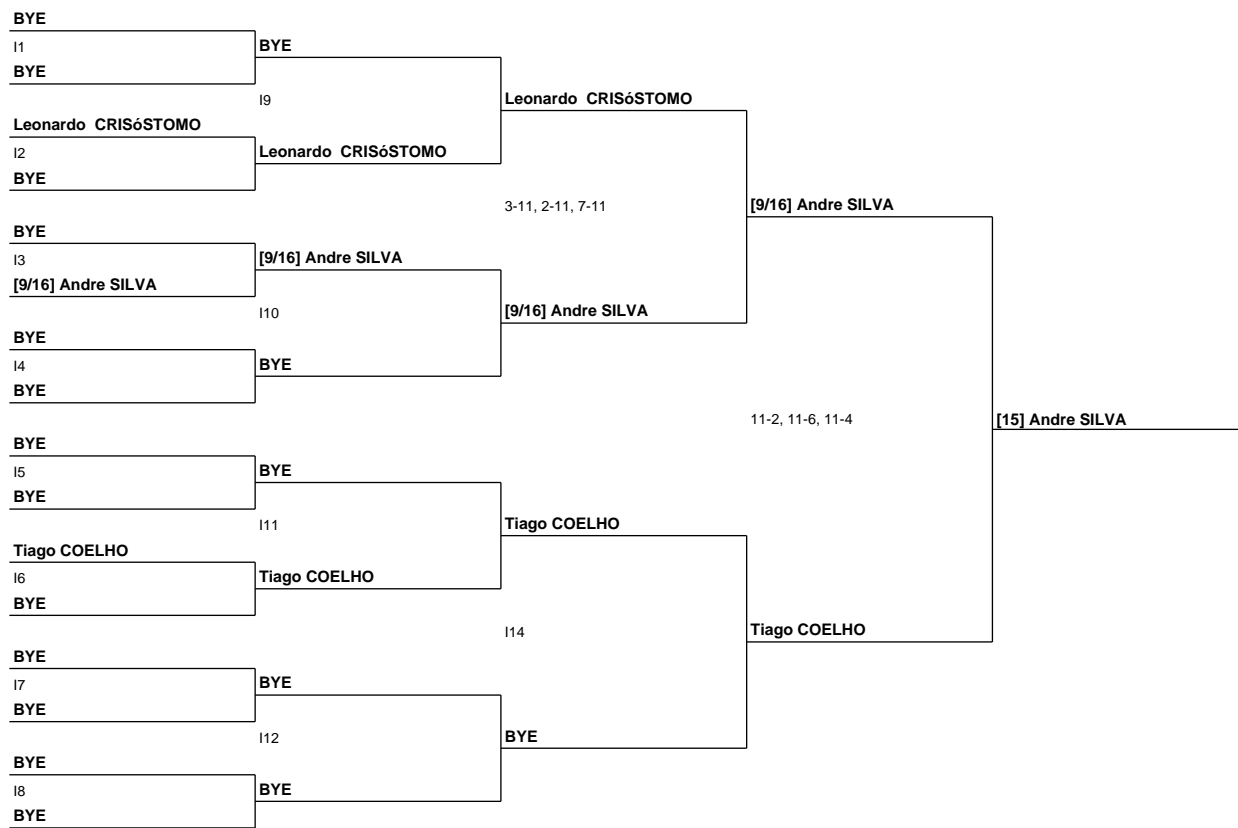 BYE
I1
BYE
BYE
I9
Leonardo CRISóSTOMO
Leonardo CRISóSTOMO
I2
Leonardo CRISóSTOMO
BYE
3-11, 2-11, 7-11
[9/16] Andre SILVA
BYE
I3
[9/16] Andre SILVA
[9/16] Andre SILVA
I10
[9/16] Andre SILVA
BYE
I4
BYE
BYE
11-2, 11-6, 11-4
[15] Andre SILVA
BYE
I5
BYE
BYE
I11
Tiago COELHO
Tiago COELHO
I6
Tiago COELHO
BYE
I14
Tiago COELHO
BYE
I7
BYE
BYE
I12
BYE
BYE
I8
BYE
BYE